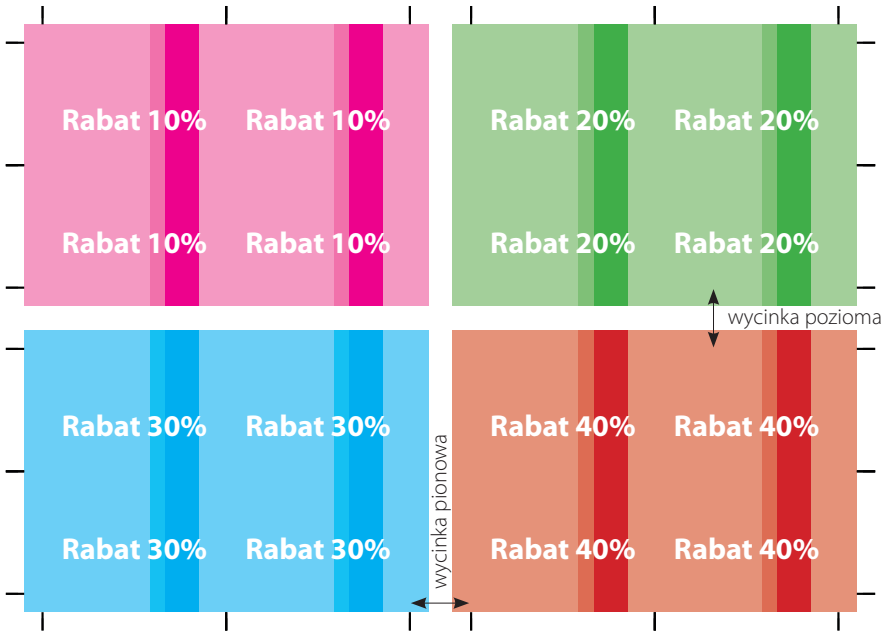 Rabat 10% Rabat 10%
Rabat 20% Rabat 20%
Rabat 10% Rabat 10%
Rabat 20% Rabat 20%
wycinka pozioma
Rabat 30% Rabat 30%
Rabat 40% Rabat 40%
wycinka pionowa
Rabat 30% Rabat 30%
Rabat 40% Rabat 40%